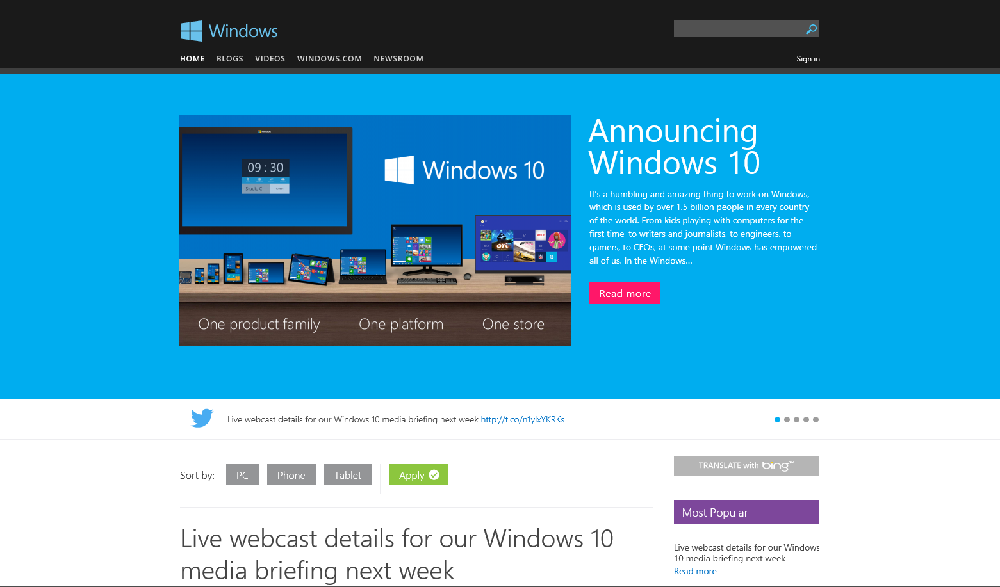 Windows
HOME BLOGS VIDEOS WINDOWS.COM NEWSROOM
Sign in
Microsoft
09 : 30
Studio C
Windows 10
ori
NETFLIX
One product family One platform One store
Announcing
Windows 10
It's a humbling and amazing thing to work on Windows,
which is used by over 1.5 billion people in every country
of the world. From kids playing with computers for the
first time, to writers and journalists, to engineers, to
gamers, to CEOs, at some point Windows has empowered
all of us. In the Windows...
Read more
Live webcast details for our Windows 10 media briefing next week http://t.co/n1ylxYKRKs
Sort by: PC Phone Tablet Apply
TRANSLATE with bing™
Most Popular
Live webcast details for our Windows 10
media briefing next week
Live webcast details for our Windows
10 media briefing next week
Read more